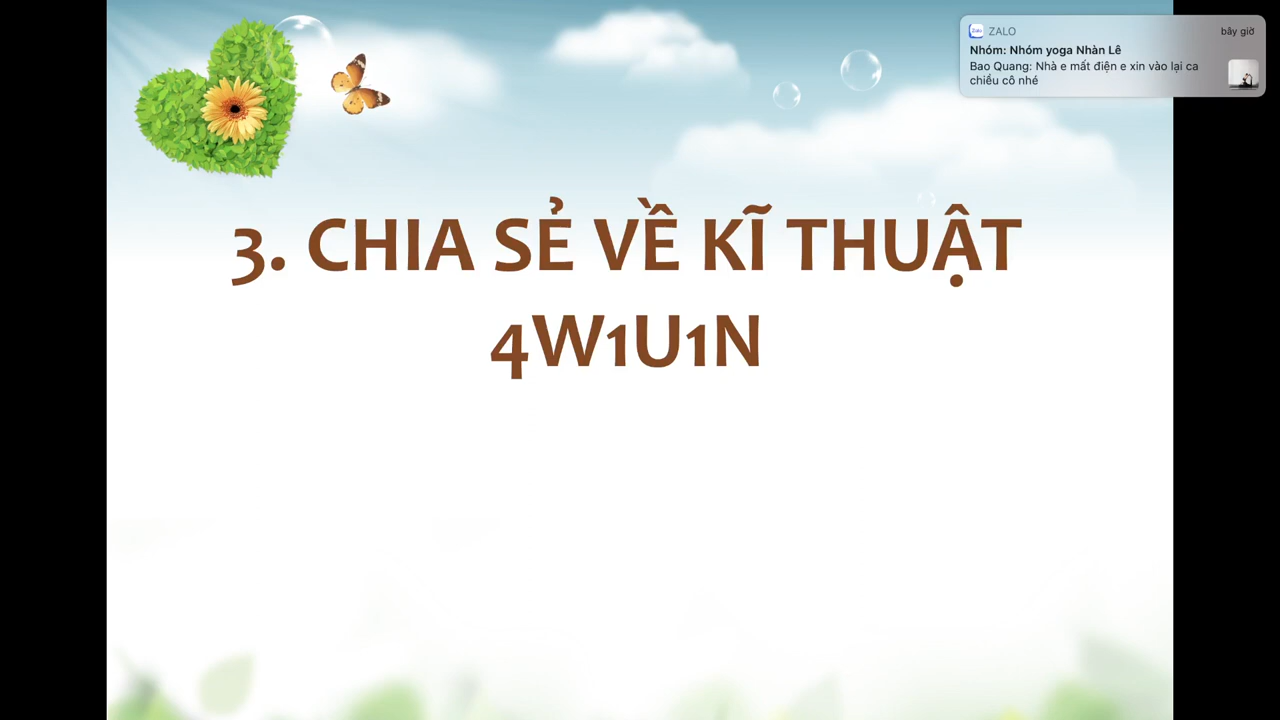 ZALO
bây giờ
Nhóm: Nhóm yoga Nhàn Lê
Bao Quang: Nhà e mất điện e xin vào lại ca
chiều cô nhé
3. CHIA SẺ VỀ KĨ THUẬT
4W1U1N